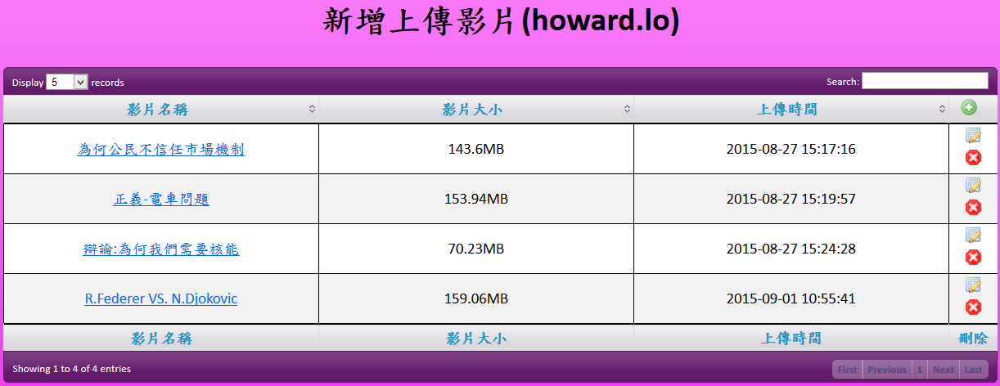 新增上傳影片(howard.lo)
Display 5 records Search:
影片名稱 影片大小 上傳時間
為何公民不信任市場機制 143.6MB 2015-08-27 15:17:16
正義-電車問題 153.94MB 2015-08-27 15:19:57
辯論:為何我們需要核能 70.23MB 2015-08-27 15:24:28
R.Federer VS. N.Djokovic 159.06MB 2015-09-01 10:55:41
影片名稱 影片大小 上傳時間 刪除
Showing 1 to 4 of 4 entries First Previous 1 Next Last